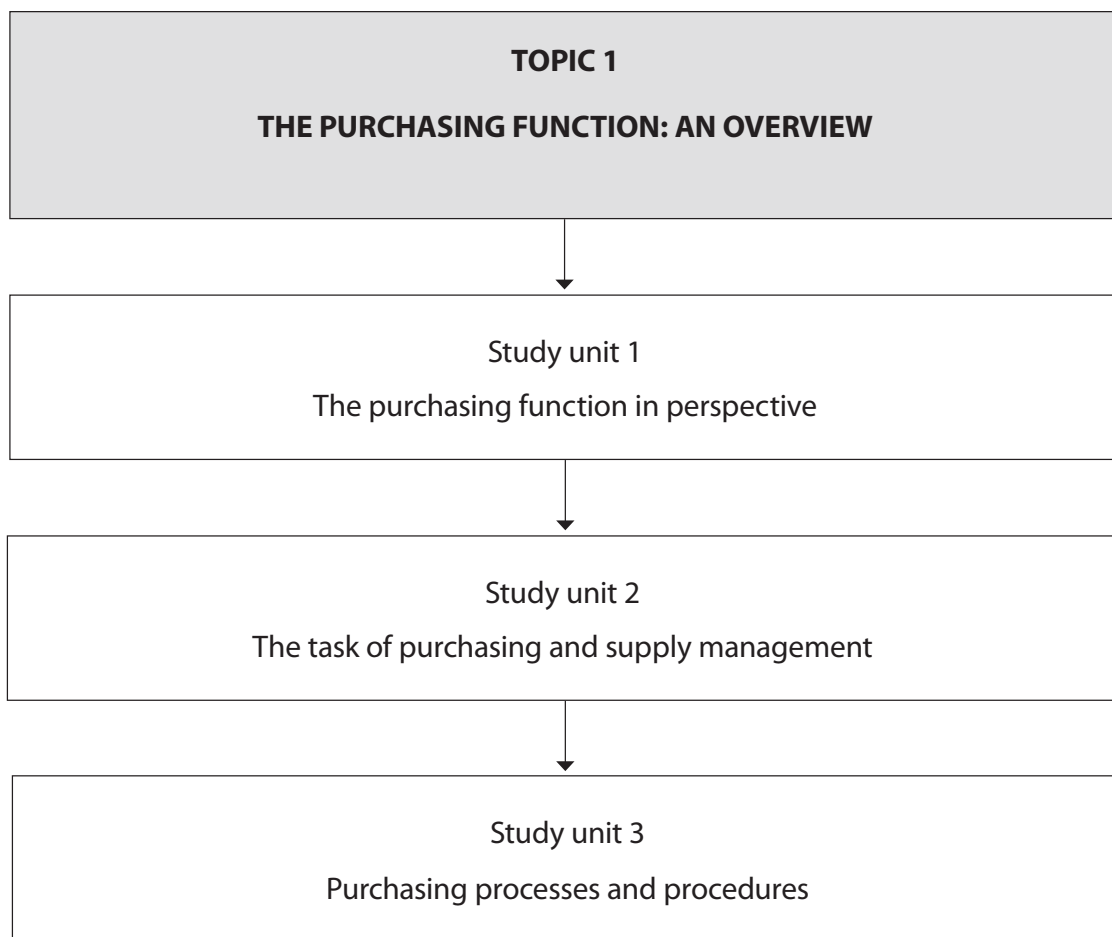 TOPIC 1
THE PURCHASING FUNCTION: AN OVERVIEW
Study unit 1
The purchasing function in perspective
Study unit 2
The task of purchasing and supply management
Study unit 3
Purchasing processes and procedures